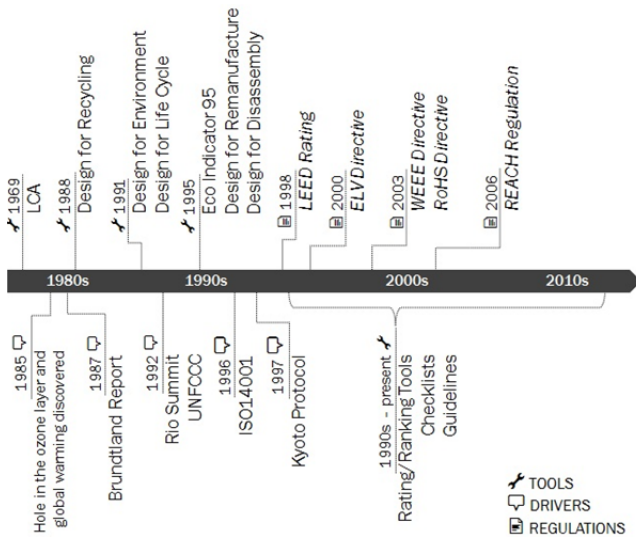 1969
LCA
1988
Design for Recycling
1991
Design for Environment
Design for Life Cycle
1995
Eco Indicator 95
Design for Remanufacture
Design for Disassembly
1998
LEED Rating
2000
ELV Directive
2003
WEEE Directive
RoHS Directive
2006
REACH Regulation
1980s
1990s
2000s
2010s
1985
Hole in the ozone layer and
global warming discovered
1987
Brundtland Report
1992
Rio Summit
UNFCCC
1996
ISO14001
1997
Kyoto Protocol
1990s - present
Rating/Ranking Tools
Checklists
Guidelines
TOOLS
DRIVERS
REGULATIONS